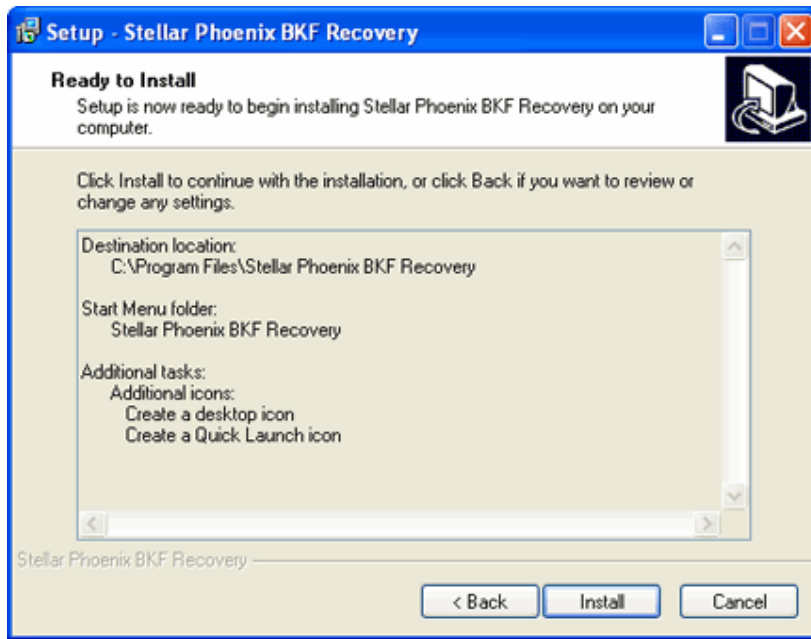 Setup - Stellar Phoenix BKF Recovery
Ready to Install
Setup is now ready to begin installing Stellar Phoenix BKF Recovery on your
computer.
Click Install to continue with the installation, or click Back if you want to review or
change any settings.
Destination location:
C:\Program Files\Stellar Phoenix BKF Recovery
Start Menu folder:
Stellar Phoenix BKF Recovery
Additional tasks:
Additional icons:
Create a desktop icon
Create a Quick Launch icon
Stellar Phoenix BKF Recovery
< Back
Install
Cancel